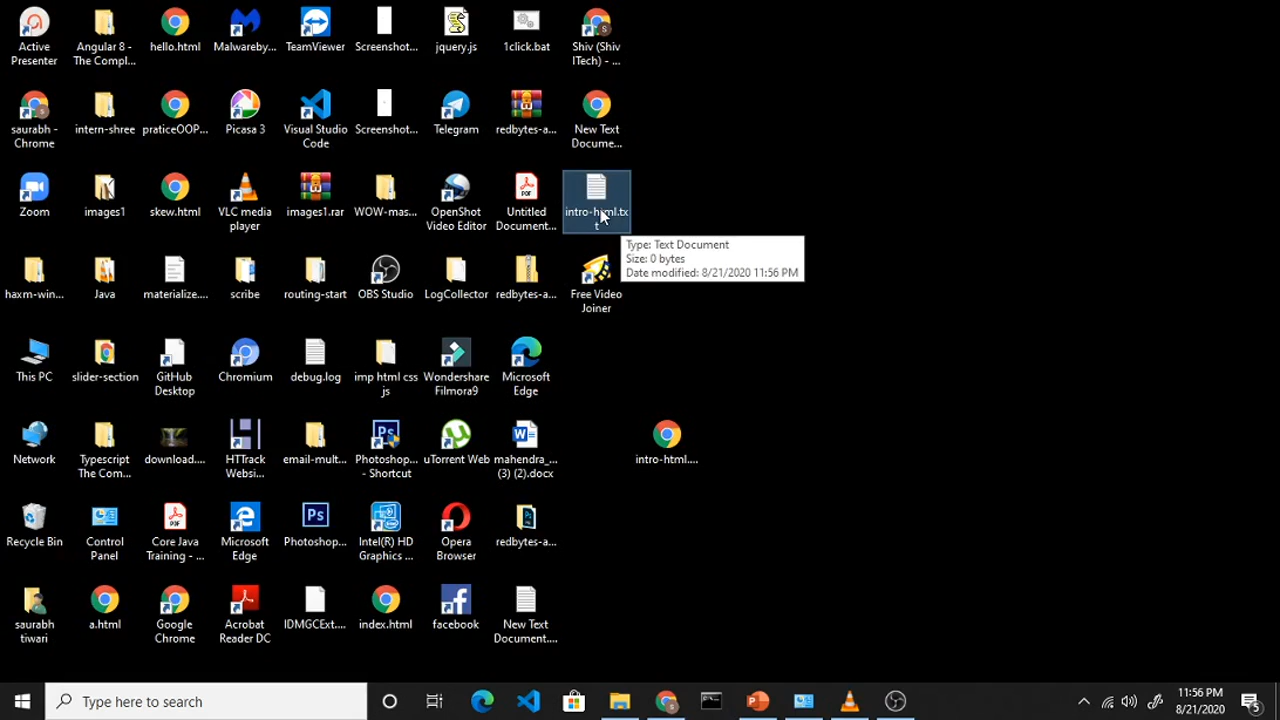 Active
Presenter
Angular 8 -
The Compl...
hello.html
Malwareby...
TeamViewer
Screenshot...
jquery.js
1click.bat
Shiv (Shiv
ITech) - ...
saurabh -
Chrome
intern-shree
praticeOOP...
Picasa 3
Visual Studio
Code
Screenshot...
Telegram
redbytes-a...
New Text
Docume...
Zoom
images1
skew.html
VLC media
player
images1.rar
WOW-mas...
OpenShot
Video Editor
Untitled
Document...
intro-html.tx
t
Type: Text Document
Size: 0 bytes
Date modified: 8/21/2020 11:56 PM
haxm-win...
Java
materialize....
scribe
routing-start
OBS Studio
LogCollector
redbytes-a...
Free Video
Joiner
This PC
slider-section
GitHub
Desktop
Chromium
debug.log
imp html css
js
Wondershare
Filmora9
Microsoft
Edge
Network
Typescript
The Com...
download....
HTTrack
Websi...
email-mult...
Photoshop...
- Shortcut
uTorrent Web
mahendra_...
(3) (2).docx
intro-html....
Recycle Bin
Control
Panel
Core Java
Training - ...
Microsoft
Edge
Photoshop...
Intel(R) HD
Graphics ...
Opera
Browser
redbytes-a...
saurabh
tiwari
a.html
Google
Chrome
Acrobat
Reader DC
IDMGCExt....
index.html
facebook
New Text
Document....
Type here to search
11:56 PM
8/21/2020
5